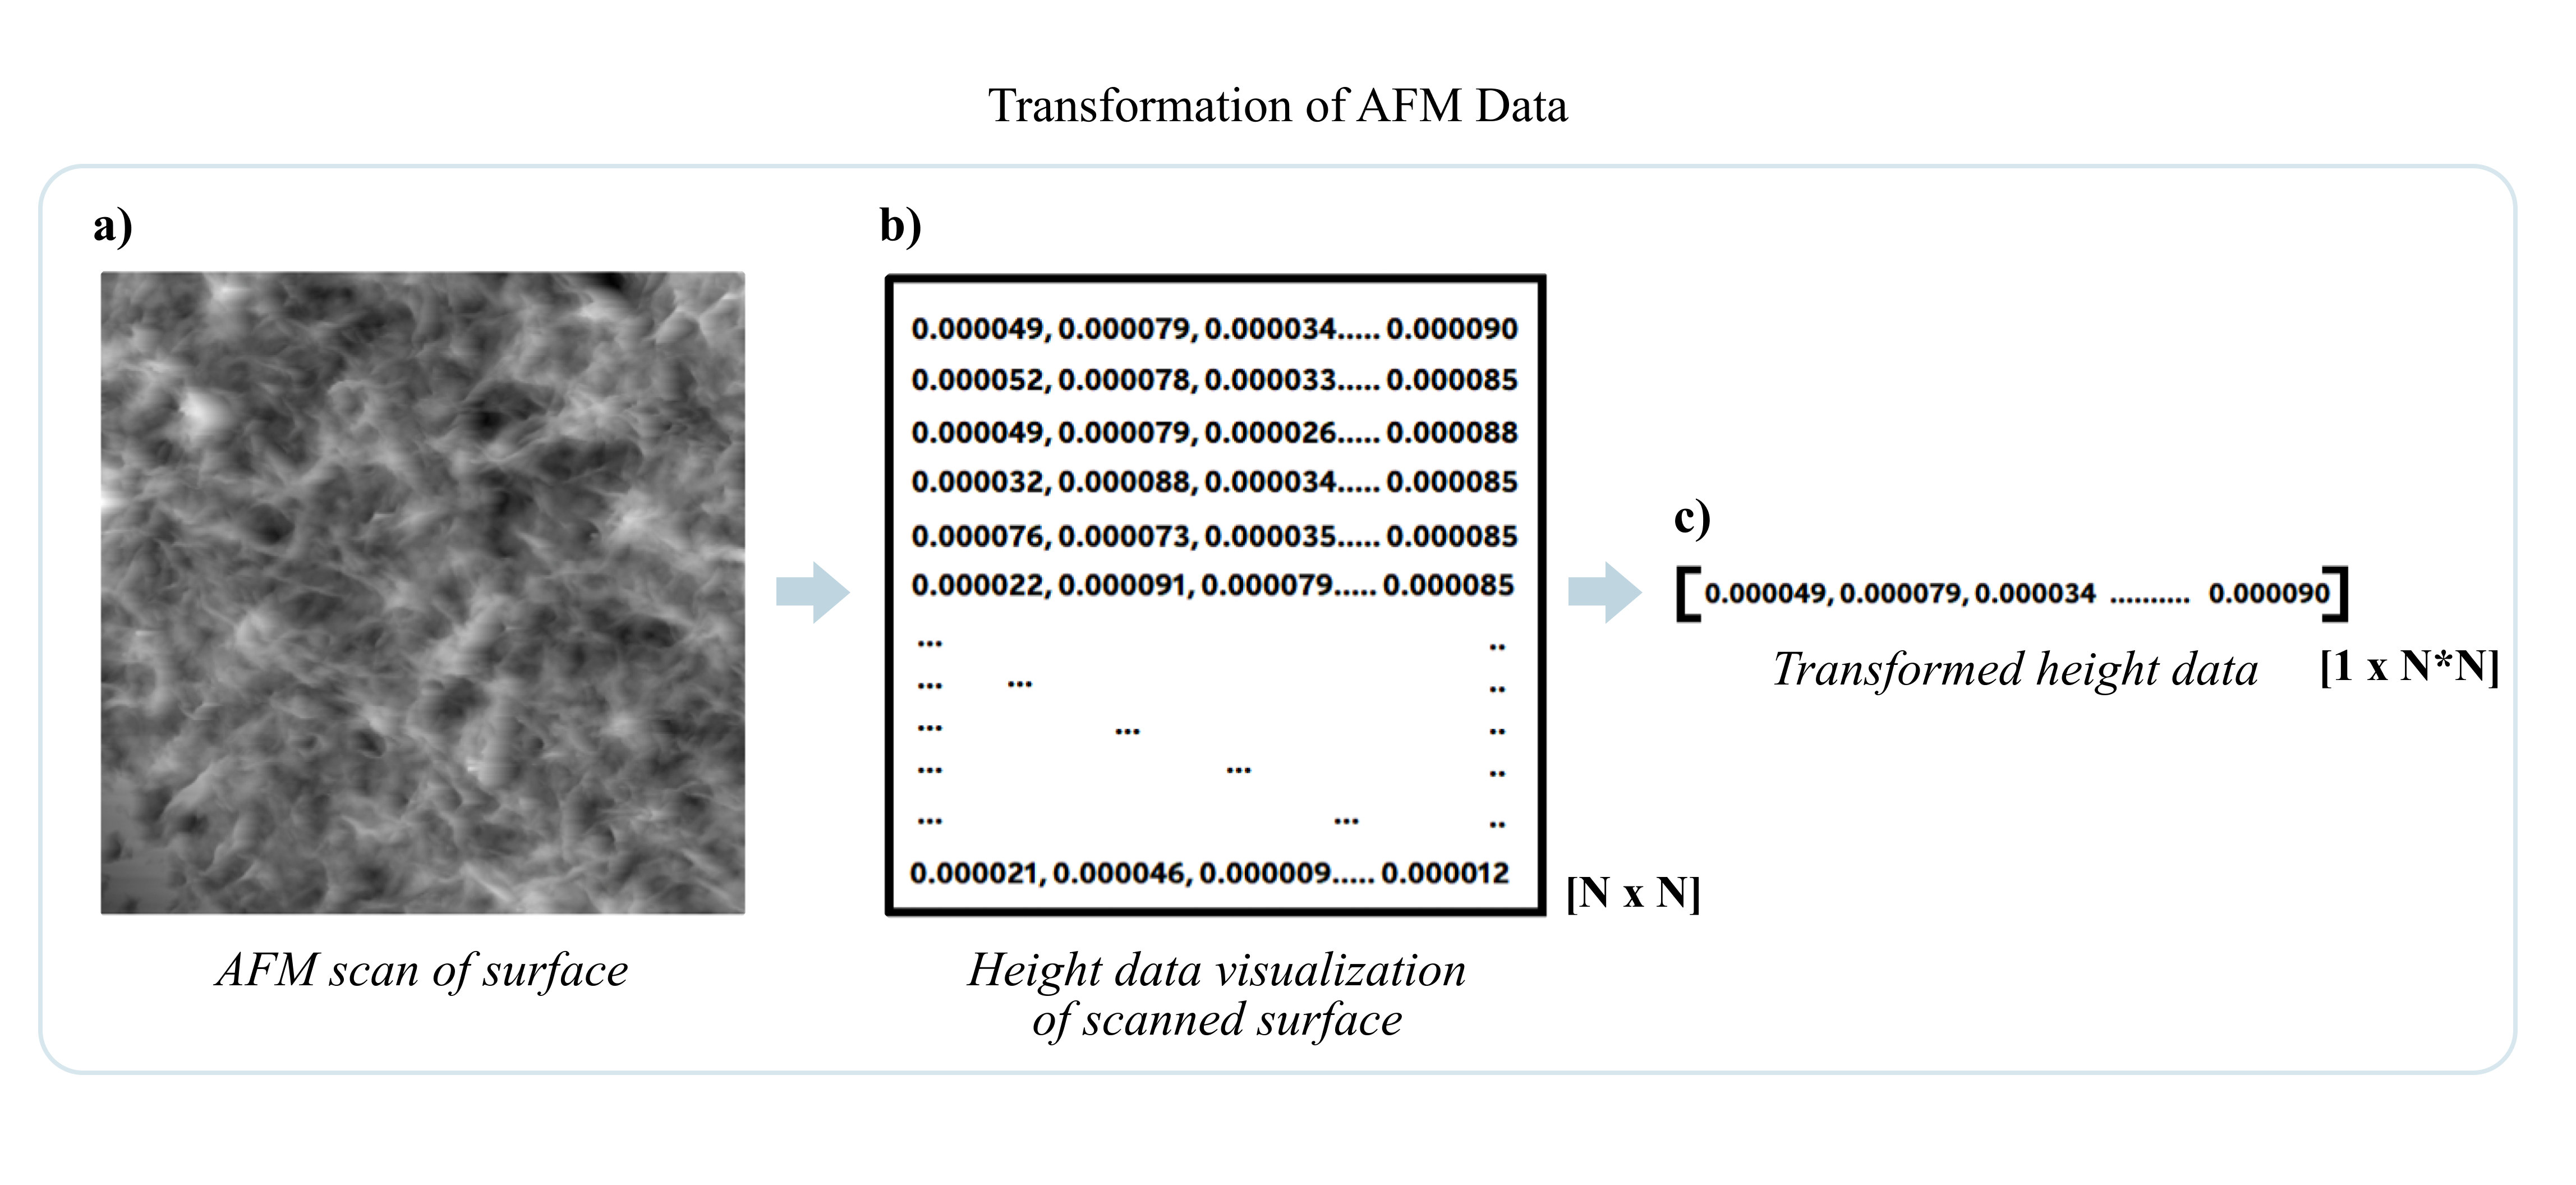 Transformation of AFM Data
a)
AFM scan of surface
b)
0.000049, 0.000079, 0.000034..... 0.000090
0.000052, 0.000078, 0.000033..... 0.000085
0.000049, 0.000079, 0.000026..... 0.000088
0.000032, 0.000088, 0.000034..... 0.000085
0.000076, 0.000073, 0.000035..... 0.000085
0.000022, 0.000091, 0.000079..... 0.000085
... ..
... ... ..
... ... ..
... ... ..
... ... ..
0.000021, 0.000046, 0.000009..... 0.000012
[N x N]
Height data visualization
of scanned surface
c)
[0.000049, 0.000079, 0.000034 .......... 0.000090]
Transformed height data [1 x N*N]